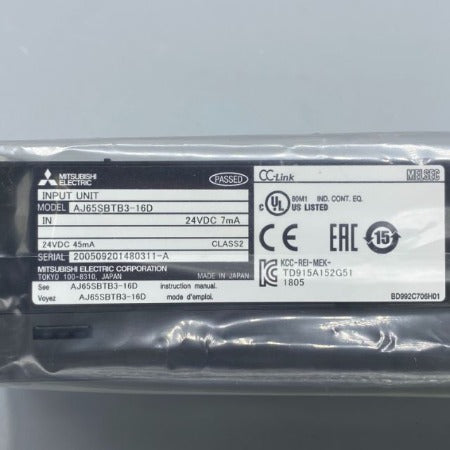 MITSUBISHI ELECTRIC
PASSED
INPUT UNIT
MODEL AJ65SBTB3-16D
IN 24VDC 7mA
24VDC 45mA CLASS2
SERIAL 200509201480311-A
MITSUBISHI ELECTRIC CORPORATION
TOKYO 100-8310, JAPAN MADE IN JAPAN
See AJ65SBTB3-16D instruction manual.
Voyez AJ65SBTB3-16D mode d'emploi.
CC-Link MELSEC
c UL US LISTED 80M1 IND. CONT. EQ.
CE EAC 15
KCC-REI-MEK-
TD915A152G51
1805
BD992C706H01